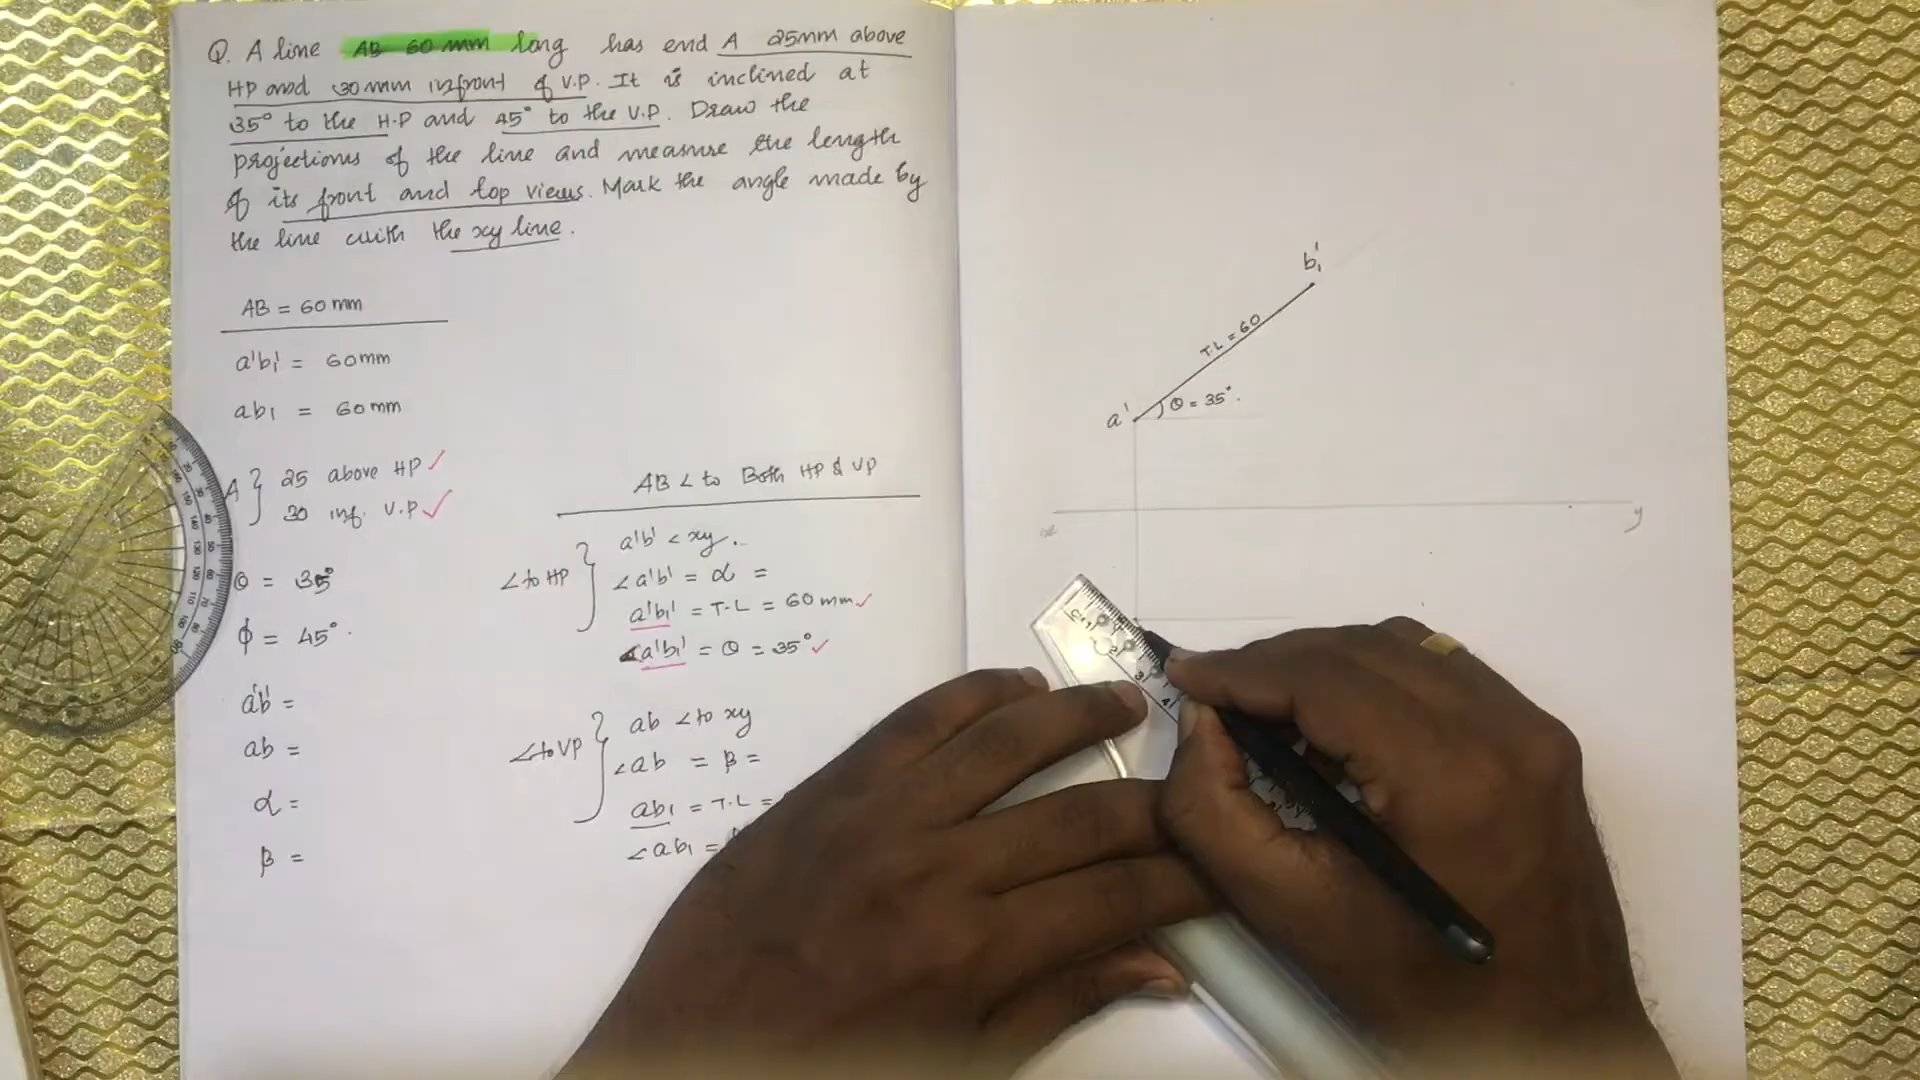 Q. A line AB 60 mm long has end A 25mm above
HP and 30 mm infront of V.P. It is inclined at
35° to the H.P and 45° to the V.P. Draw the
projections of the line and measure the length
of its front and top views. Mark the angle made by
the line with the xy line.
AB = 60 mm
a'b₁' = 60mm
ab₁ = 60mm
A } 25 above HP ✓
30 inf. V.P ✓
θ = 35°
ϕ = 45°.
a'b' =
ab =
α =
β =
AB ∠ to Both HP & VP
∠ to HP } a'b' < xy.
∠ a'b' = α =
a'b₁' = T.L = 60 mm ✓
∠a'b₁' = θ = 35° ✓
∠ to VP } ab ∠ to xy
∠ab = β =
ab₁ = T.L =
∠ab₁ =
b₁'
T.L = 60
a'
θ = 35°.
x
y